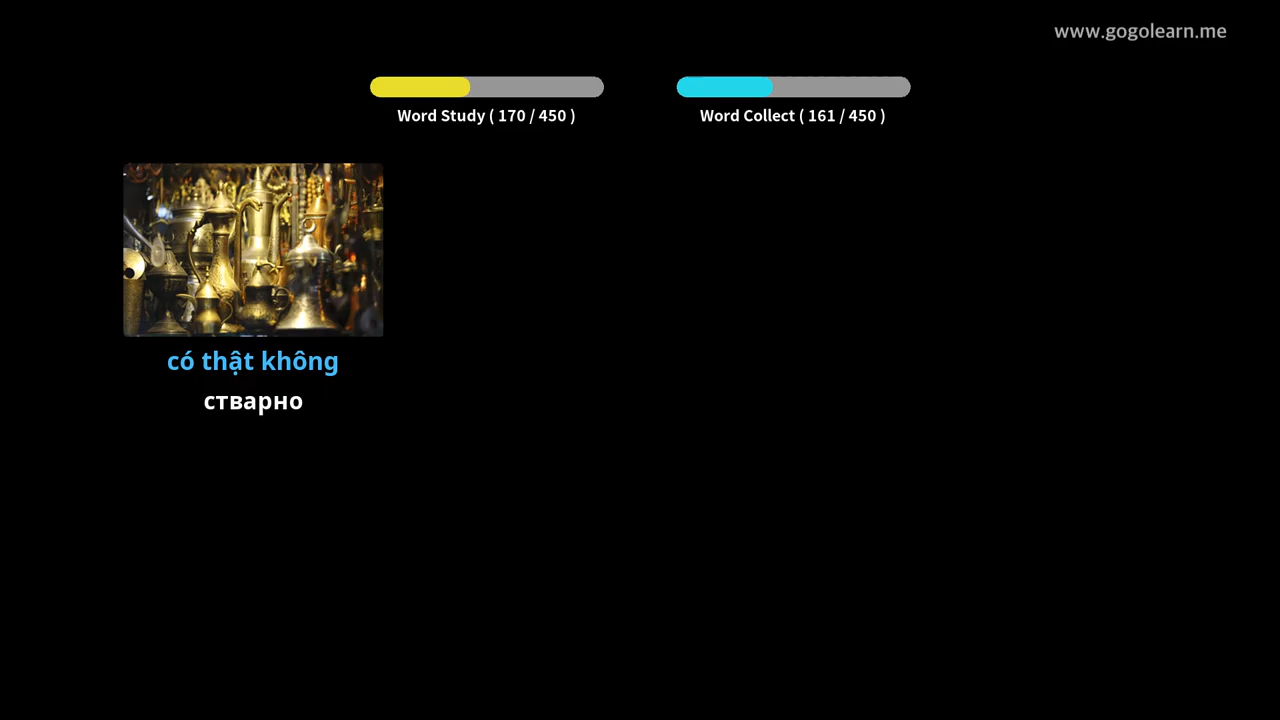 www.gogolearn.me
Word Study ( 170 / 450 )
Word Collect ( 161 / 450 )
có thật không
стварно